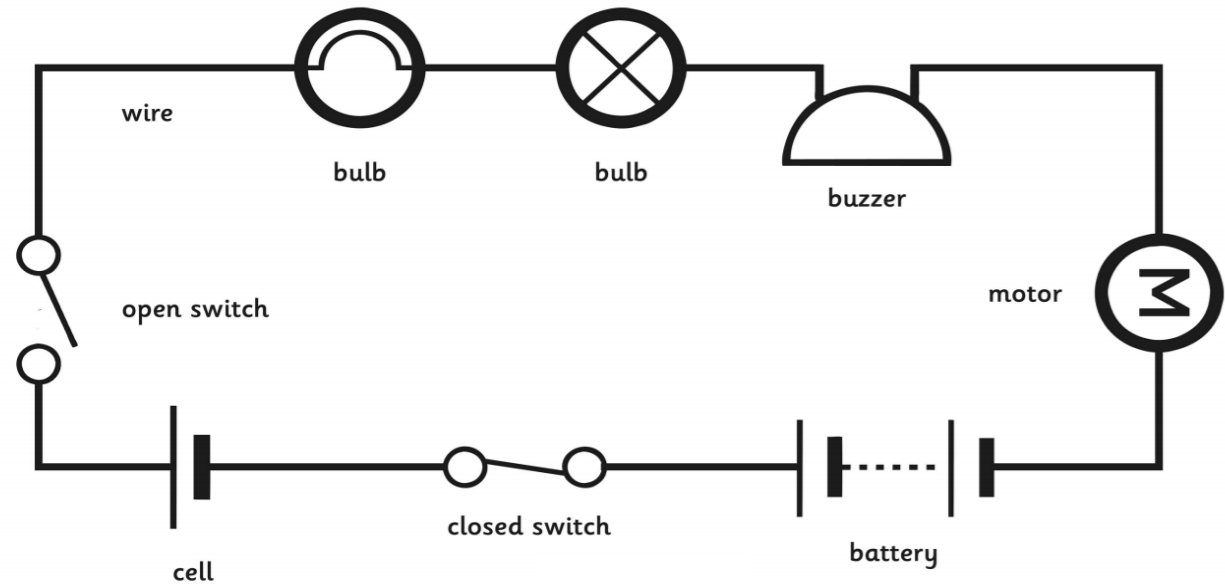 wire
bulb
bulb
buzzer
open switch
motor
M
closed switch
battery
cell